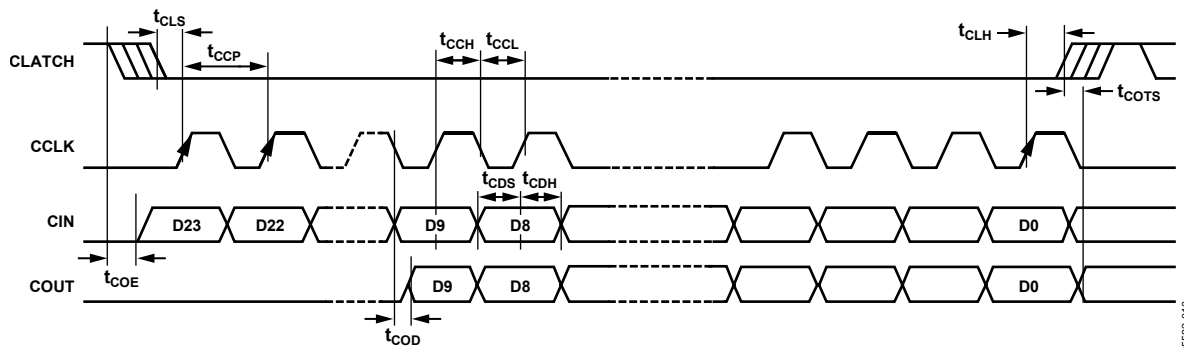 tCLS
tCCP
tCCH
tCCL
tCLH
CLATCH
tCOTS
CCLK
tCDS
tCDH
CIN
D23
D22
D9
D8
D0
tCOE
COUT
D9
D8
D0
tCOD